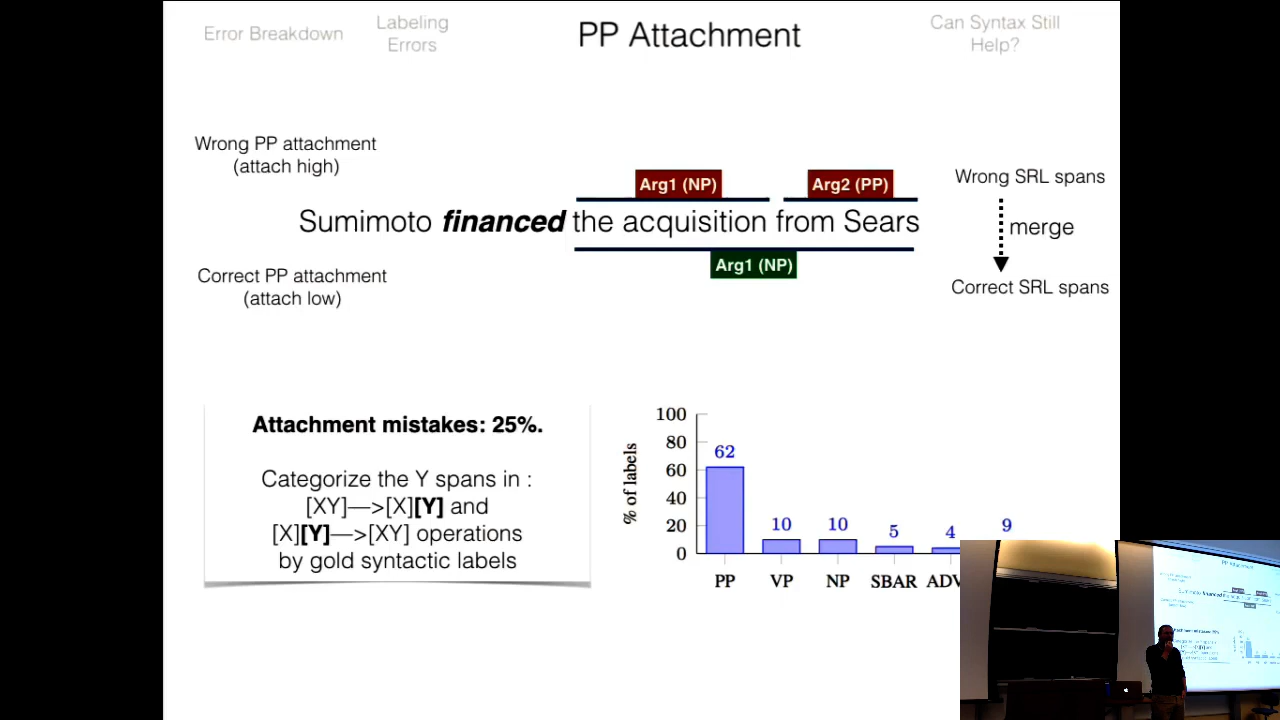 Error Breakdown
Labeling
Errors
PP Attachment
Can Syntax Still
Help?
Wrong PP attachment
(attach high)
Arg1 (NP)
Arg2 (PP)
Wrong SRL spans
Sumimoto financed the acquisition from Sears
merge
Arg1 (NP)
Correct PP attachment
(attach low)
Correct SRL spans
Attachment mistakes: 25%.
Categorize the Y spans in :
[XY]—>[X][Y] and
[X][Y]—>[XY] operations
by gold syntactic labels
% of labels
100
80
60
40
20
0
62
10
10
5
4
9
PP
VP
NP
SBAR
ADV